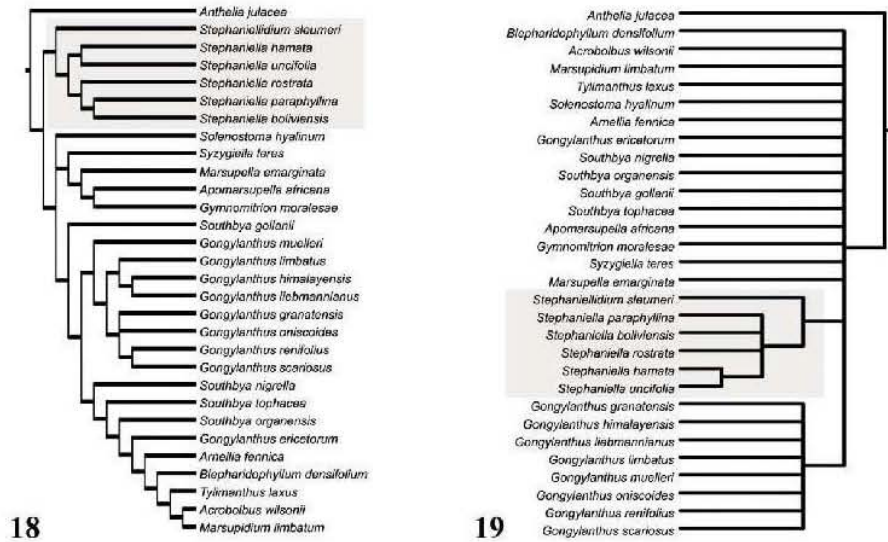 Anthelia julacea
Stephaniellidium sleumeri
Stephaniella hamata
Stephaniella uncifolia
Stephaniella rostrata
Stephaniella paraphyllina
Stephaniella boliviensis
Solenostoma hyalinum
Syzygiella teres
Marsupella emarginata
Apomarsupella africana
Gymnomitrion moralesae
Southbya gollanii
Gongylanthus muelleri
Gongylanthus limbatus
Gongylanthus himalayensis
Gongylanthus liebmannianus
Gongylanthus granatensis
Gongylanthus oniscoides
Gongylanthus renifolius
Gongylanthus scariosus
Southbya nigrella
Southbya tophacea
Southbya organensis
Gongylanthus ericetorum
Arnellia fennica
Blepharidophyllum densifolium
Tylimanthus laxus
Acrobolbus wilsonii
Marsupidium limbatum
18
Anthelia julacea
Blepharidophyllum densifolium
Acrobolbus wilsonii
Marsupidium limbatum
Tylimanthus laxus
Solenostoma hyalinum
Arnellia fennica
Gongylanthus ericetorum
Southbya nigrella
Southbya organensis
Southbya gollanii
Southbya tophacea
Apomarsupella africana
Gymnomitrion moralesae
Syzygiella teres
Marsupella emarginata
Stephaniellidium sleumeri
Stephaniella paraphyllina
Stephaniella boliviensis
Stephaniella rostrata
Stephaniella hamata
Stephaniella uncifolia
Gongylanthus granatensis
Gongylanthus himalayensis
Gongylanthus liebmannianus
Gongylanthus limbatus
Gongylanthus muelleri
Gongylanthus oniscoides
Gongylanthus renifolius
Gongylanthus scariosus
19